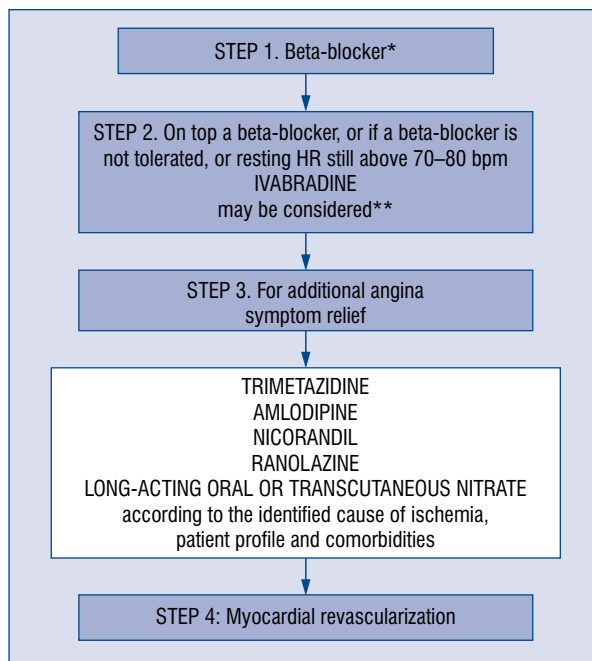 STEP 1. Beta-blocker*
STEP 2. On top a beta-blocker, or if a beta-blocker is
not tolerated, or resting HR still above 70–80 bpm
IVABRADINE
may be considered**
STEP 3. For additional angina
symptom relief
TRIMETAZIDINE
AMLODIPINE
NICORANDIL
RANOLAZINE
LONG-ACTING ORAL OR TRANSCUTANEOUS NITRATE
according to the identified cause of ischemia,
patient profile and comorbidities
STEP 4: Myocardial revascularization